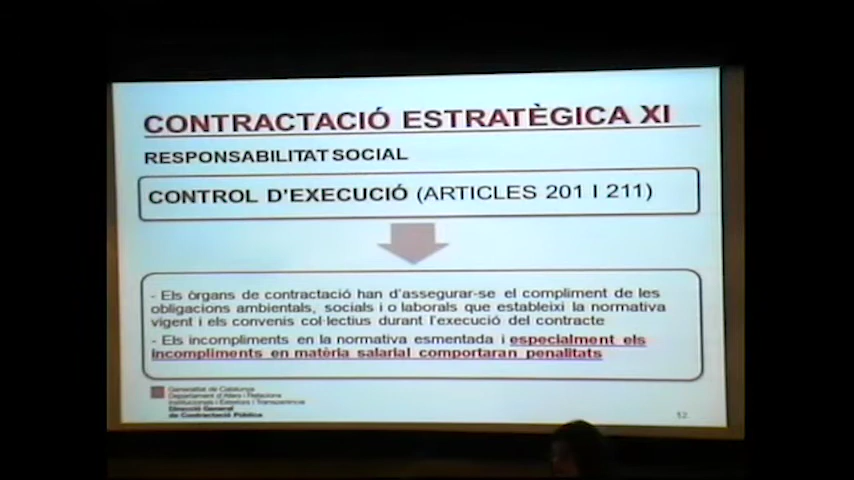 CONTRACTACIÓ ESTRATÈGICA XI
RESPONSABILITAT SOCIAL
CONTROL D'EXECUCIÓ (ARTICLES 201 I 211)
- Els òrgans de contractació han d'assegurar-se el compliment de les
obligacions ambientals, socials i o laborals que estableixi la normativa
vigent i els convenis col·lectius durant l'execució del contracte
- Els incompliments en la normativa esmentada i especialment els
incompliments en matèria salarial comportaran penalitats
Generalitat de Catalunya
Departament d'Afers i Relacions
Institucionals i Exteriors i Transparència
Direcció General
de Contractació Pública
12